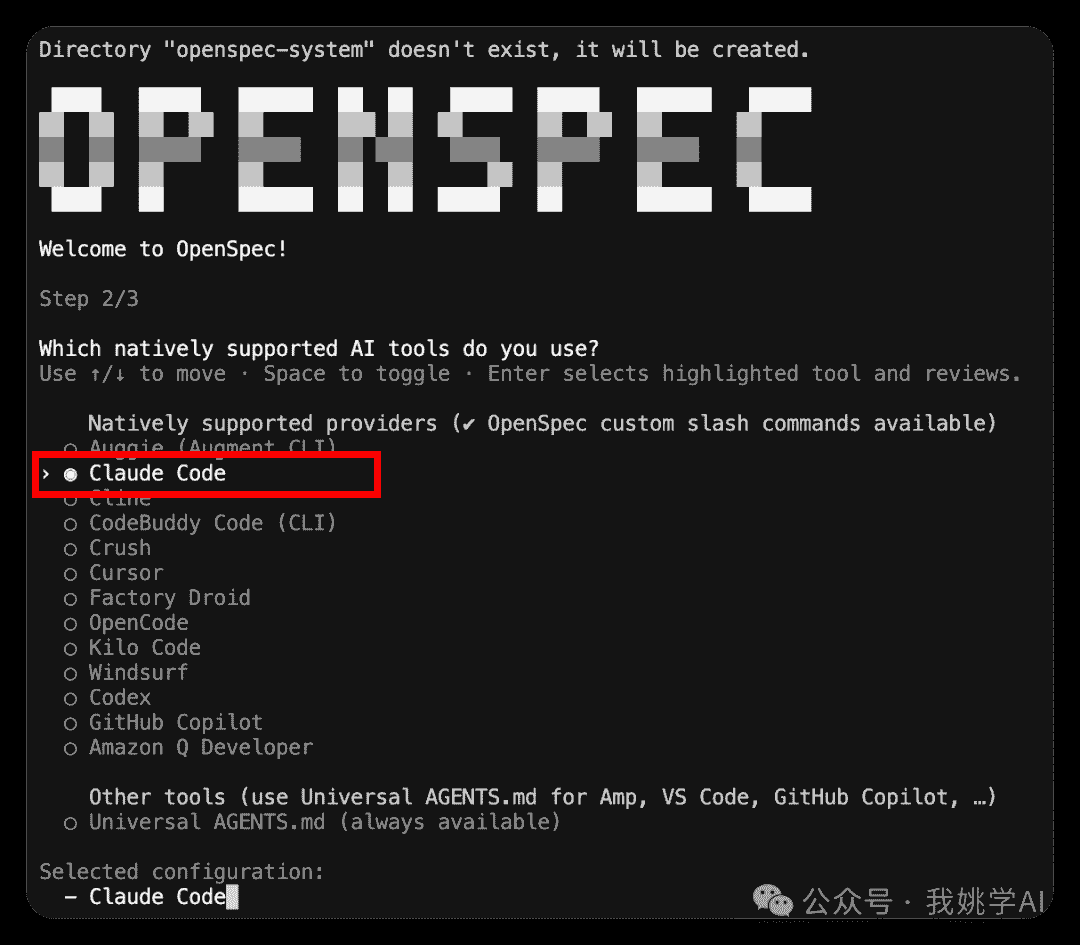 Directory "openspec-system" doesn't exist, it will be created.
OPENSPEC
Welcome to OpenSpec!
Step 2/3
Which natively supported AI tools do you use?
Use ↑/↓ to move · Space to toggle · Enter selects highlighted tool and reviews.
Natively supported providers (✔ OpenSpec custom slash commands available)
○ Auggie (Augment CLI)
› ◉ Claude Code
○ Cline
○ CodeBuddy Code (CLI)
○ Crush
○ Cursor
○ Factory Droid
○ OpenCode
○ Kilo Code
○ Windsurf
○ Codex
○ GitHub Copilot
○ Amazon Q Developer
Other tools (use Universal AGENTS.md for Amp, VS Code, GitHub Copilot, …)
○ Universal AGENTS.md (always available)
Selected configuration:
– Claude Code
公众号 · 我姚学AI